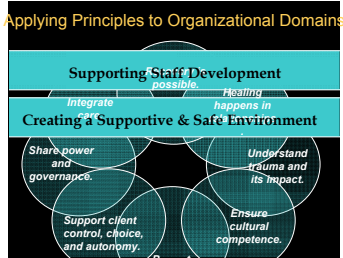 Applying Principles to Organizational Domains
Supporting Staff Development
possible.
Healing
happens in
Integrate
care.
Creating a Supportive & Safe Environment
Share power
and
governance.
Understand
trauma and
its impact.
Support client
control, choice,
and autonomy.
Ensure
cultural
competence.